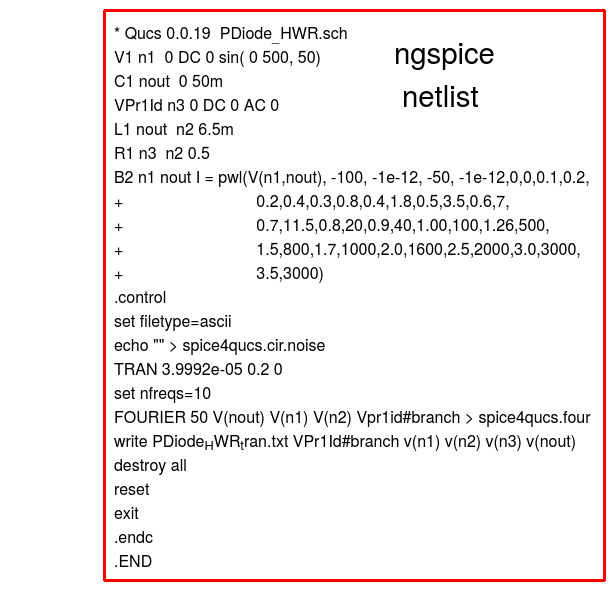 * Qucs 0.0.19  PDiode_HWR.sch
ngspice
netlist
V1 n1  0 DC 0 sin( 0 500, 50)
C1 nout  0 50m
VPr1Id n3 0 DC 0 AC 0
L1 nout  n2 6.5m
R1 n3  n2 0.5
B2 n1 nout I = pwl(V(n1,nout), -100, -1e-12, -50, -1e-12,0,0,0.1,0.2,
+ 0.2,0.4,0.3,0.8,0.4,1.8,0.5,3.5,0.6,7,
+ 0.7,11.5,0.8,20,0.9,40,1.00,100,1.26,500,
+ 1.5,800,1.7,1000,2.0,1600,2.5,2000,3.0,3000,
+ 3.5,3000)
.control
set filetype=ascii
echo "" > spice4qucs.cir.noise
TRAN 3.9992e-05 0.2 0
set nfreqs=10
FOURIER 50 V(nout) V(n1) V(n2) Vpr1id#branch > spice4qucs.four
write PDiodeHWRtran.txt VPR1Id#branch v(n1) v(n2) v(n3) v(nout)
destroy all
reset
exit
.endc
.END